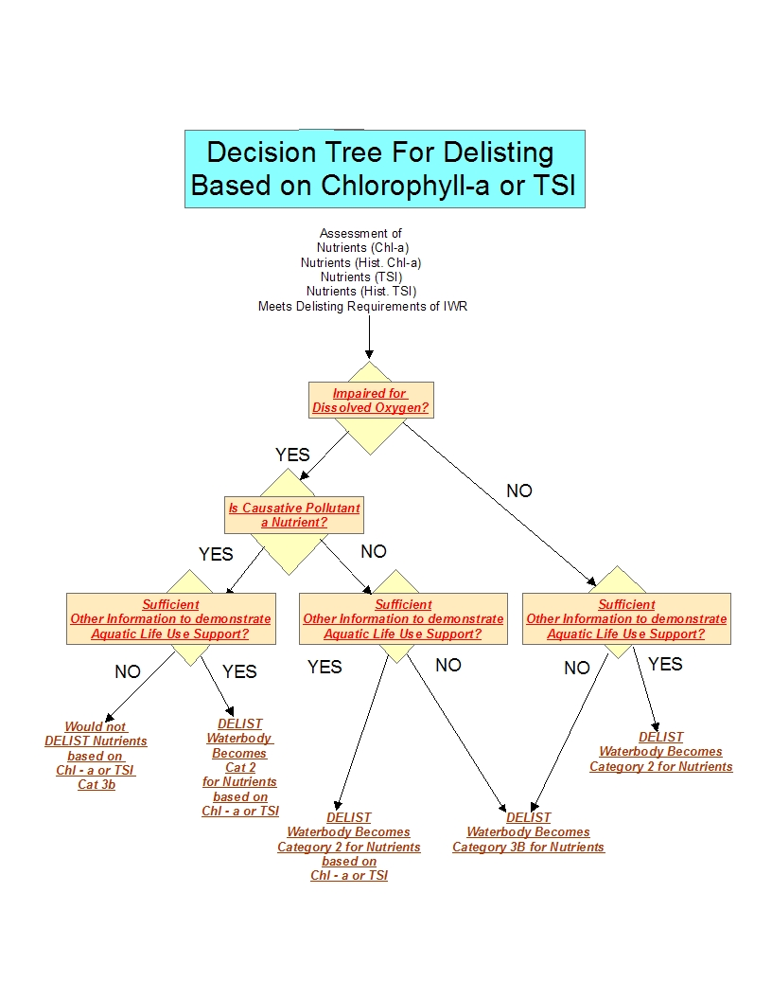 Decision Tree For Delisting
Based on Chlorophyll-a or TSI
Assessment of
Nutrients (Chl-a)
Nutrients (Hist. Chl-a)
Nutrients (TSI)
Nutrients (Hist. TSI)
Meets Delisting Requirements of IWR
Impaired for
Dissolved Oxygen?
YES
NO
Is Causative Pollutant
a Nutrient?
YES
NO
Sufficient
Other Information to demonstrate
Aquatic Life Use Support?
Sufficient
Other Information to demonstrate
Aquatic Life Use Support?
Sufficient
Other Information to demonstrate
Aquatic Life Use Support?
NO
YES
YES
NO
NO
YES
Would not
DELIST Nutrients
based on
Chl - a or TSI
Cat 3b
DELIST
Waterbody
Becomes
Cat 2
for Nutrients
based on
Chl - a or TSI
DELIST
Waterbody Becomes
Category 2 for Nutrients
based on
Chl - a or TSI
DELIST
Waterbody Becomes
Category 3B for Nutrients
DELIST
Waterbody Becomes
Category 2 for Nutrients